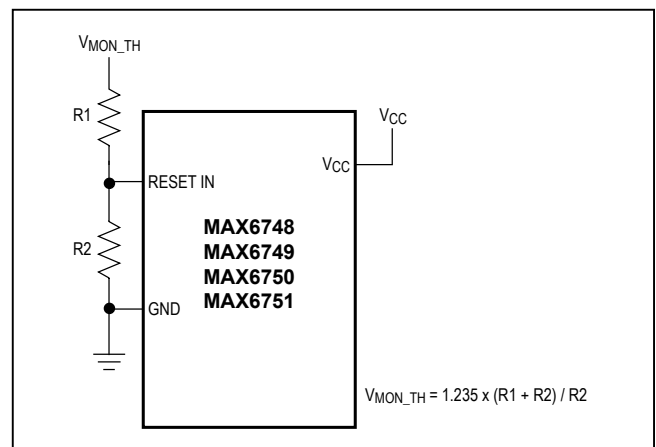 VMON_TH
R1
VCC
VCC
RESET IN
R2
MAX6748
MAX6749
MAX6750
MAX6751
GND
VMON_TH = 1.235 x (R1 + R2) / R2